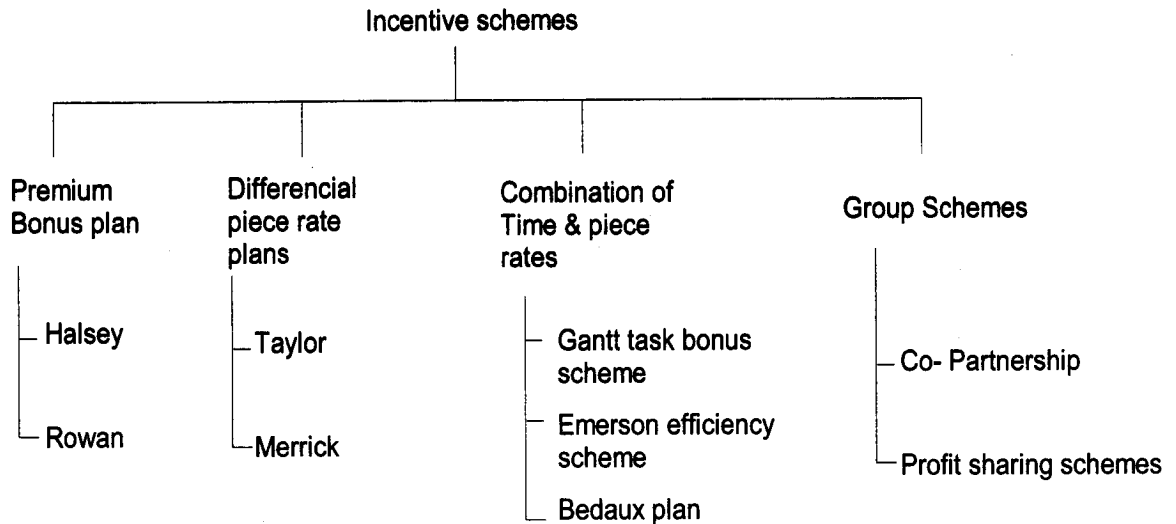 Incentive schemes
Premium
Bonus plan
Halsey
Rowan
Differencial
piece rate
plans
Taylor
Merrick
Combination of
Time & piece
rates
Gantt task bonus
scheme
Emerson efficiency
scheme
Bedaux plan
Group Schemes
Co- Partnership
Profit sharing schemes